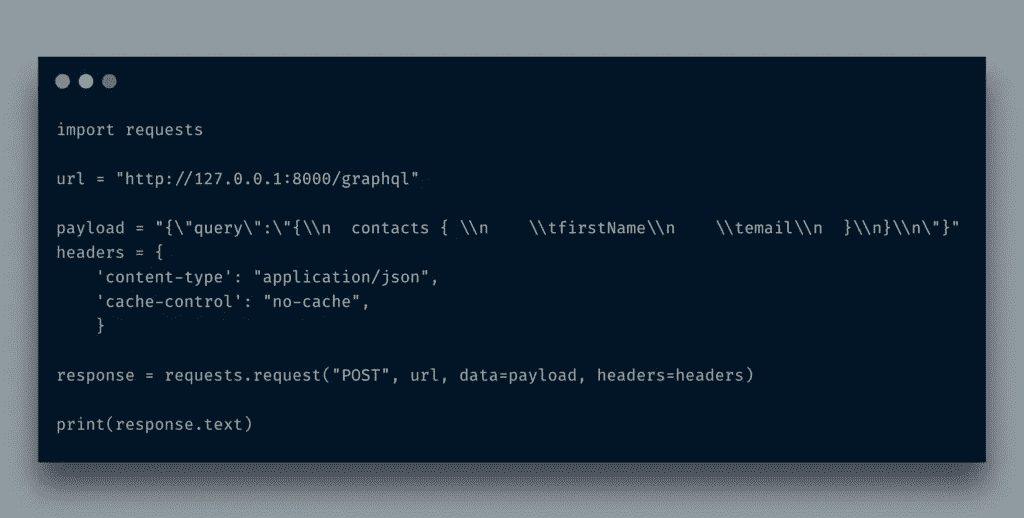 import requests
url = "http://127.0.0.1:8000/graphql"
payload = "{\"query\":\"{\\n  contacts { \\n    \\tfirstName\\n    \\temail\\n  }\\n}\\n\"}"
headers = {
    'content-type': "application/json",
    'cache-control': "no-cache",
    }
response = requests.request("POST", url, data=payload, headers=headers)
print(response.text)